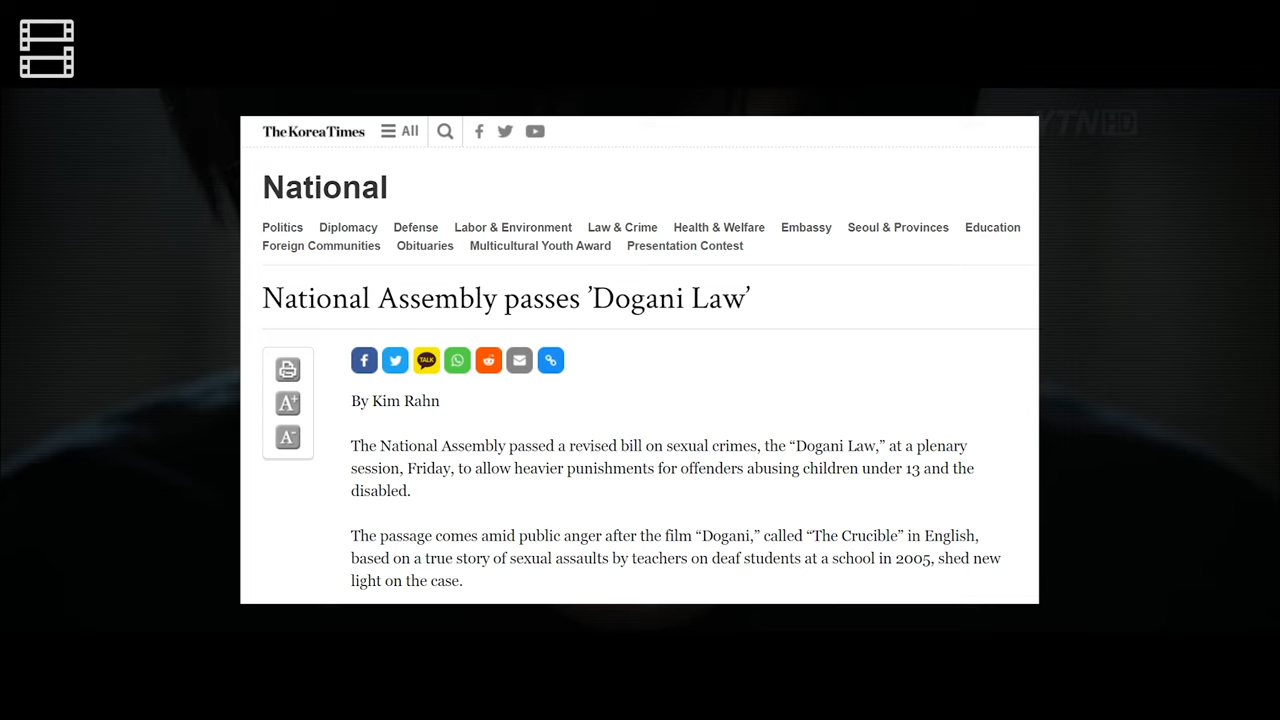 The Korea Times All
YTN HD
National
Politics Diplomacy Defense Labor & Environment Law & Crime Health & Welfare Embassy Seoul & Provinces Education
Foreign Communities Obituaries Multicultural Youth Award Presentation Contest
National Assembly passes ’Dogani Law’
TALK
A+
A-
By Kim Rahn
The National Assembly passed a revised bill on sexual crimes, the “Dogani Law,” at a plenary
session, Friday, to allow heavier punishments for offenders abusing children under 13 and the
disabled.
The passage comes amid public anger after the film “Dogani,” called “The Crucible” in English,
based on a true story of sexual assaults by teachers on deaf students at a school in 2005, shed new
light on the case.